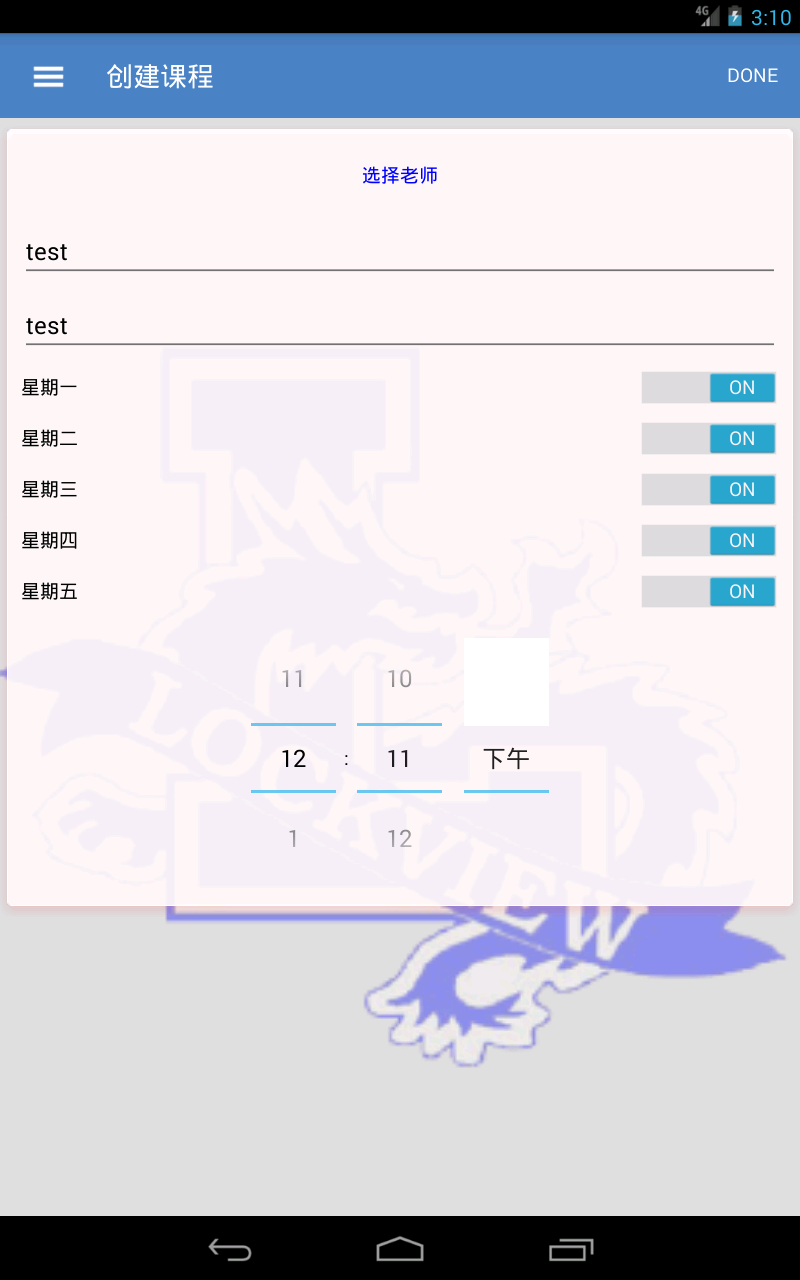 4G 3:10
创建课程 DONE
选择老师
test
test
星期一 ON
星期二 ON
星期三 ON
星期四 ON
星期五 ON
11 10
12 : 11 下午
1 12
LOCKVIEW